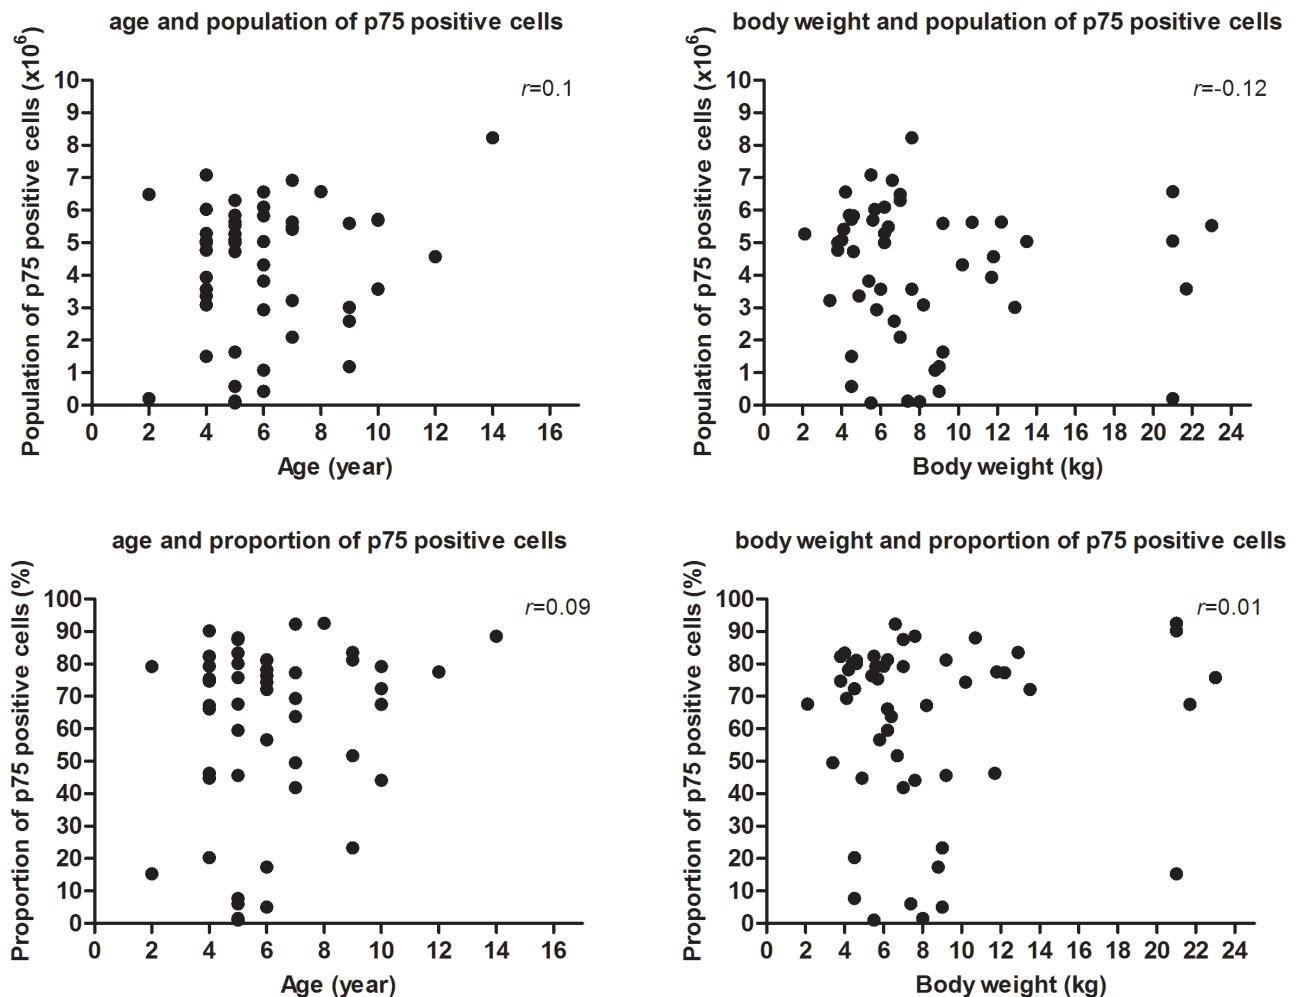 age and population of p75 positive cells
r=0.1
Population of p75 positive cells (x10⁶)
10
9
8
7
6
5
4
3
2
1
0
0 2 4 6 8 10 12 14 16
Age (year)
body weight and population of p75 positive cells
r=-0.12
Population of p75 positive cells (x10⁶)
10
9
8
7
6
5
4
3
2
1
0
0 2 4 6 8 10 12 14 16 18 20 22 24
Body weight (kg)
age and proportion of p75 positive cells
r=0.09
Proportion of p75 positive cells (%)
100
90
80
70
60
50
40
30
20
10
0
0 2 4 6 8 10 12 14 16
Age (year)
body weight and proportion of p75 positive cells
r=0.01
Proportion of p75 positive cells (%)
100
90
80
70
60
50
40
30
20
10
0
0 2 4 6 8 10 12 14 16 18 20 22 24
Body weight (kg)